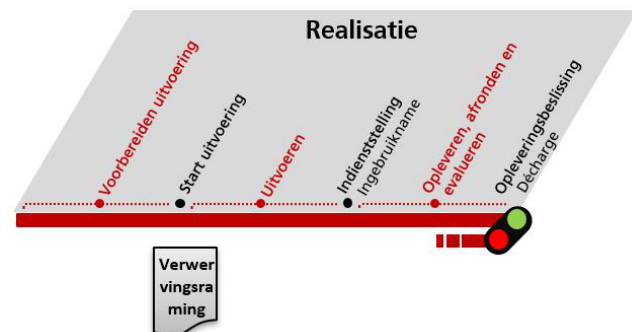 Realisatie
Voorbereiden uitvoering
Start uitvoering
Uitvoeren
Indienststelling
Ingebruikname
Opleveren, afronden en
evalueren
Opleveringsbeslissing
Décharge
Verwer
vingsra
ming